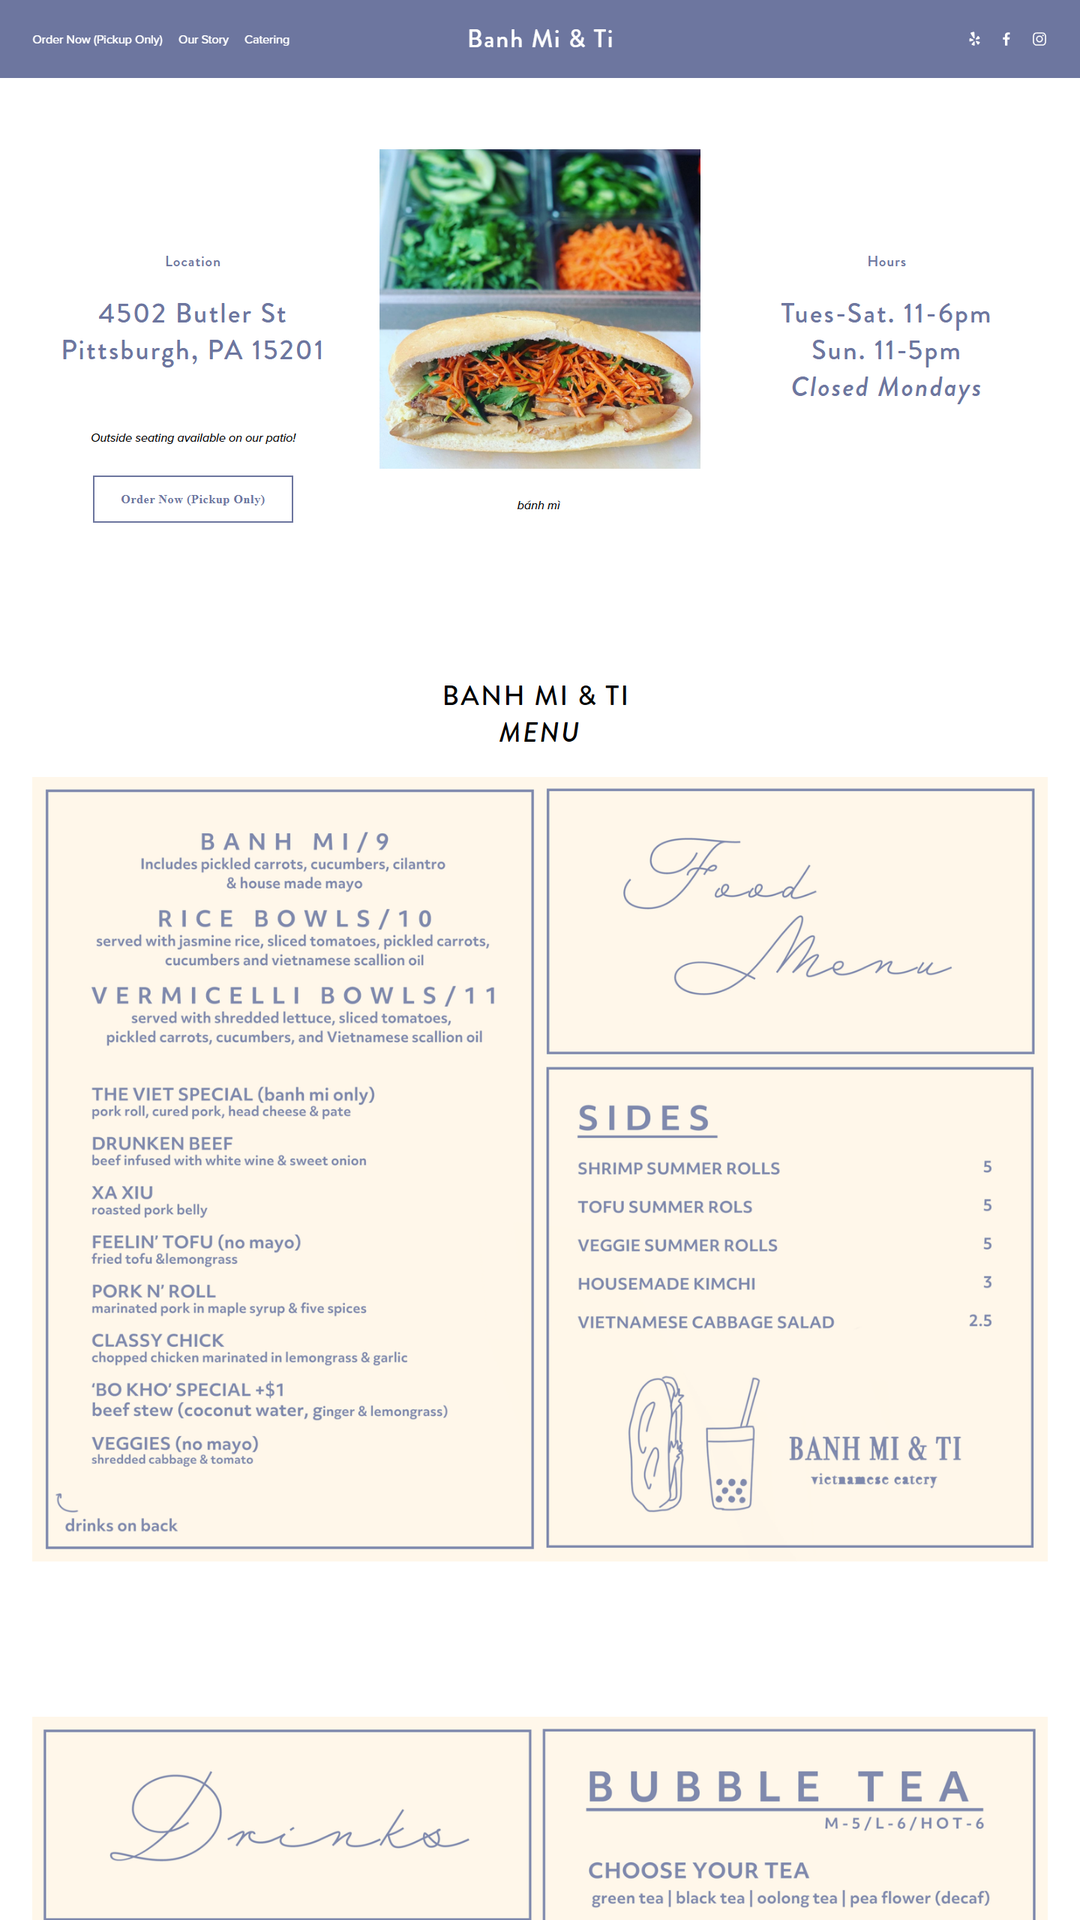 Order Now (Pickup Only) Our Story Catering
Banh Mi & Ti
Location
4502 Butler St
Pittsburgh, PA 15201
Outside seating available on our patio!
Order Now (Pickup Only)
bánh mì
Hours
Tues-Sat. 11-6pm
Sun. 11-5pm
Closed Mondays
BANH MI & TI
MENU
BANH MI/9
Includes pickled carrots, cucumbers, cilantro
& house made mayo
RICE BOWLS/10
served with jasmine rice, sliced tomatoes, pickled carrots,
cucumbers and vietnamese scallion oil
VERMICELLI BOWLS/11
served with shredded lettuce, sliced tomatoes,
pickled carrots, cucumbers, and Vietnamese scallion oil
THE VIET SPECIAL (banh mi only)
pork roll, cured pork, head cheese & pate
DRUNKEN BEEF
beef infused with white wine & sweet onion
XA XIU
roasted pork belly
FEELIN' TOFU (no mayo)
fried tofu &lemongrass
PORK N' ROLL
marinated pork in maple syrup & five spices
CLASSY CHICK
chopped chicken marinated in lemongrass & garlic
'BO KHO' SPECIAL +$1
beef stew (coconut water, ginger & lemongrass)
VEGGIES (no mayo)
shredded cabbage & tomato
drinks on back
Food
Menu
SIDES
SHRIMP SUMMER ROLLS 5
TOFU SUMMER ROLS 5
VEGGIE SUMMER ROLLS 5
HOUSEMADE KIMCHI 3
VIETNAMESE CABBAGE SALAD 2.5
BANH MI & TI
vietnamese eatery
Drinks
BUBBLE TEA
M-5/L-6/HOT-6
CHOOSE YOUR TEA
green tea | black tea | oolong tea | pea flower (decaf)